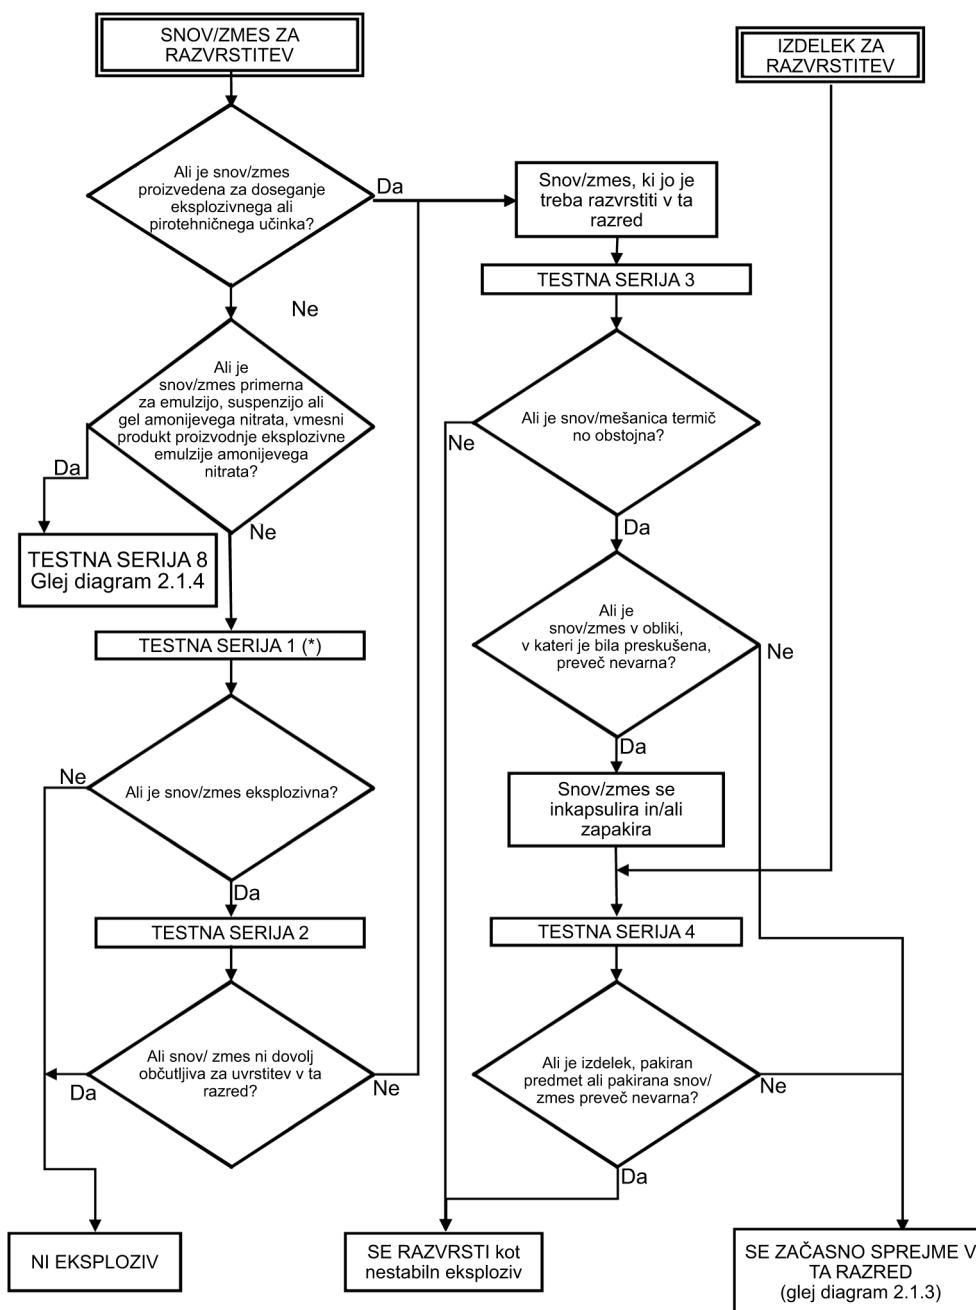 SNOV/ZMES ZA
RAZVRSTITEV
IZDELEK ZA
RAZVRSTITEV
Ali je snov/zmes
proizvedena za doseganje
eksplozivnega ali
pirotehničnega učinka?
Da
Snov/zmes, ki jo je
treba razvrstiti v ta
razred
TESTNA SERIJA 3
Ne
Ali je
snov/zmes primerna
za emulzijo, suspenzijo ali
gel amonijevega nitrata, vmesni
produkt proizvodnje eksplozivne
emulzije amonijevega
nitrata?
Da
Ne
TESTNA SERIJA 8
Glej diagram 2.1.4
Ali je snov/mešanica termič
no obstojna?
Ne
Da
TESTNA SERIJA 1 (*)
Ali je
snov/zmes v obliki,
v kateri je bila preskušena,
preveč nevarna?
Ne
Da
Ali je snov/zmes eksplozivna?
Ne
Da
Snov/zmes se
inkapsulira in/ali
zapakira
TESTNA SERIJA 2
TESTNA SERIJA 4
Ali snov/ zmes ni dovolj
občutljiva za uvrstitev v ta
razred?
Da
Ne
Ali je izdelek, pakiran
predmet ali pakirana snov/
zmes preveč nevarna?
Ne
Da
NI EKSPLOZIV
SE RAZVRSTI kot
nestabiln eksploziv
SE ZAČASNO SPREJME V
TA RAZRED
(glej diagram 2.1.3)